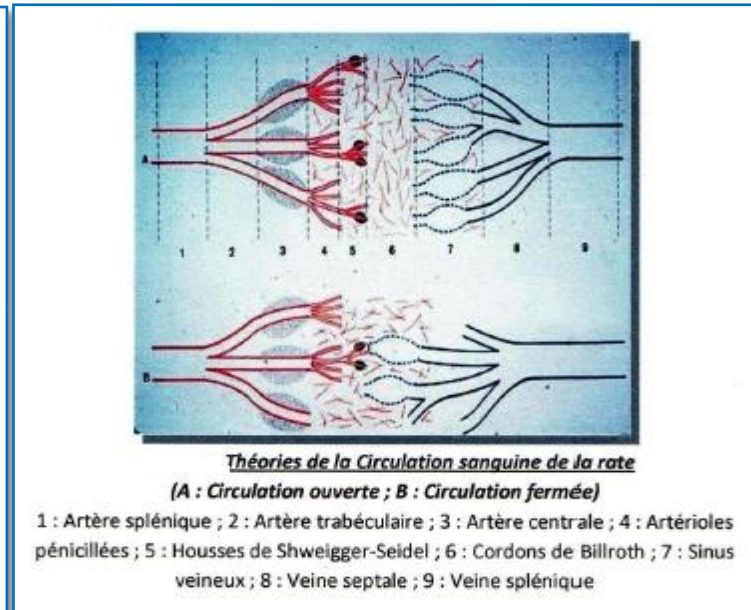 A
1 2 3 4 5 6 7 8 9
B
Théories de la Circulation sanguine de la rate
(A : Circulation ouverte ; B : Circulation fermée)
1 : Artère splénique ; 2 : Artère trabéculaire ; 3 : Artère centrale ; 4 : Artérioles
pénicillées ; 5 : Housses de Shweigger-Seidel ; 6 : Cordons de Billroth ; 7 : Sinus
veineux ; 8 : Veine septale ; 9 : Veine splénique